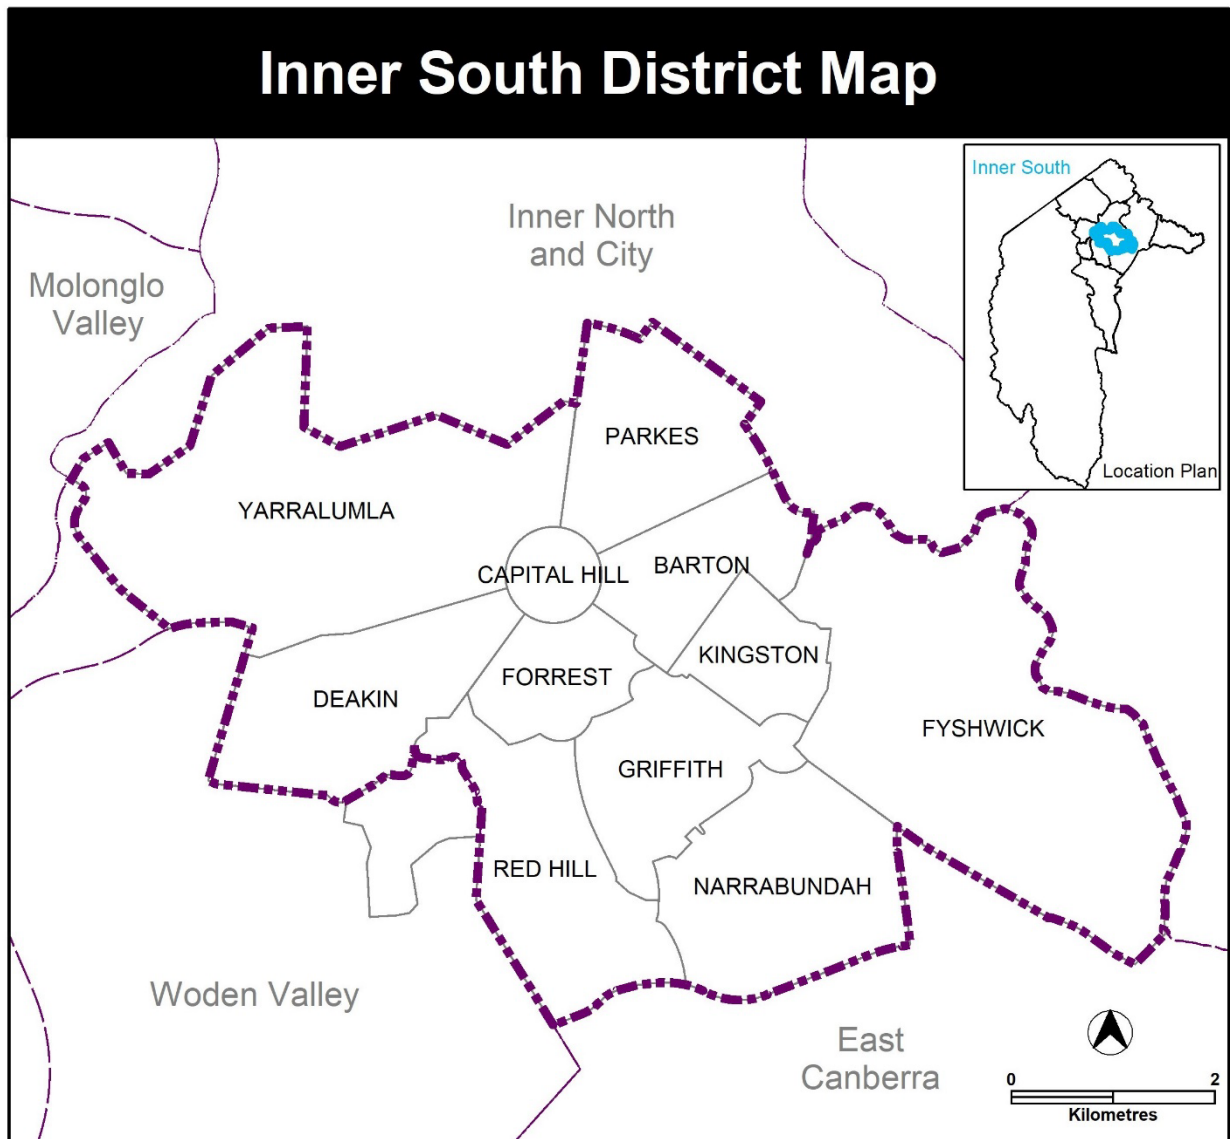 Inner South District Map
Inner South
Location Plan
Inner North
and City
Molonglo
Valley
PARKES
YARRALUMLA
CAPITAL HILL
BARTON
KINGSTON
FORREST
DEAKIN
FYSHWICK
GRIFFITH
RED HILL
NARRABUNDAH
Woden Valley
East
Canberra
0 2
Kilometres